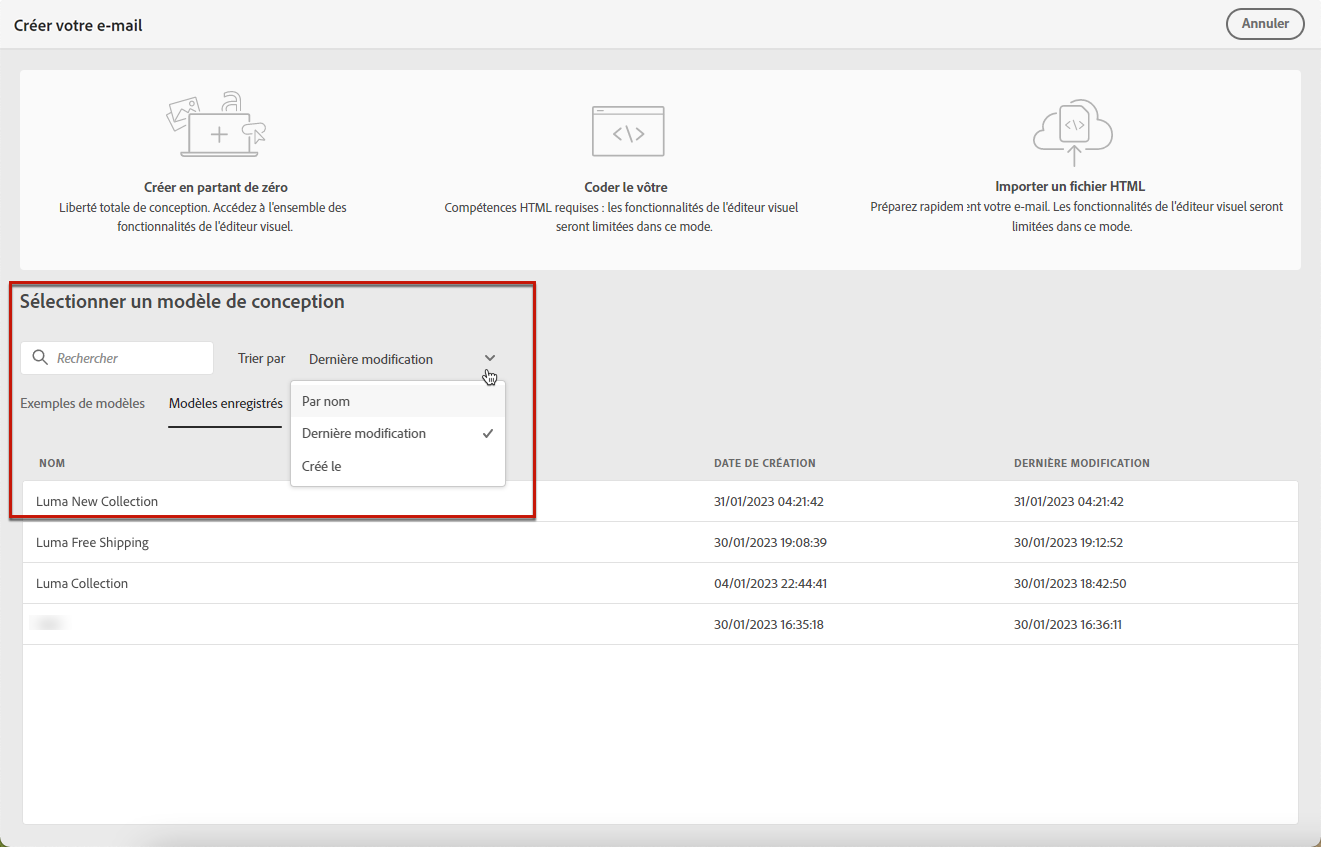 Créer votre e-mail
Annuler
Créer en partant de zéro
Liberté totale de conception. Accédez à l'ensemble des
fonctionnalités de l'éditeur visuel.
Coder le vôtre
Compétences HTML requises : les fonctionnalités de l'éditeur visuel
seront limitées dans ce mode.
Importer un fichier HTML
Préparez rapidement votre e-mail. Les fonctionnalités de l'éditeur visuel seront
limitées dans ce mode.
Sélectionner un modèle de conception
Rechercher
Trier par
Dernière modification
Exemples de modèles
Modèles enregistrés
Par nom
Dernière modification
Créé le
NOM
DATE DE CRÉATION
DERNIÈRE MODIFICATION
Luma New Collection
31/01/2023 04:21:42
31/01/2023 04:21:42
Luma Free Shipping
30/01/2023 19:08:39
30/01/2023 19:12:52
Luma Collection
04/01/2023 22:44:41
30/01/2023 18:42:50
30/01/2023 16:35:18
30/01/2023 16:36:11